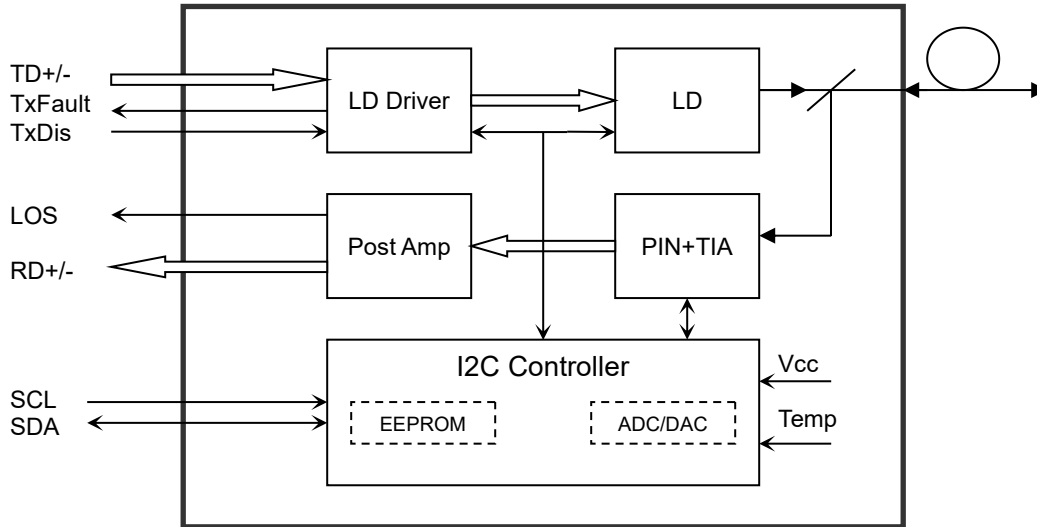 TD+/-
TxFault
TxDis
LD Driver
LD
LOS
RD+/-
Post Amp
PIN+TIA
I2C Controller
SCL
SDA
EEPROM
ADC/DAC
Vcc
Temp